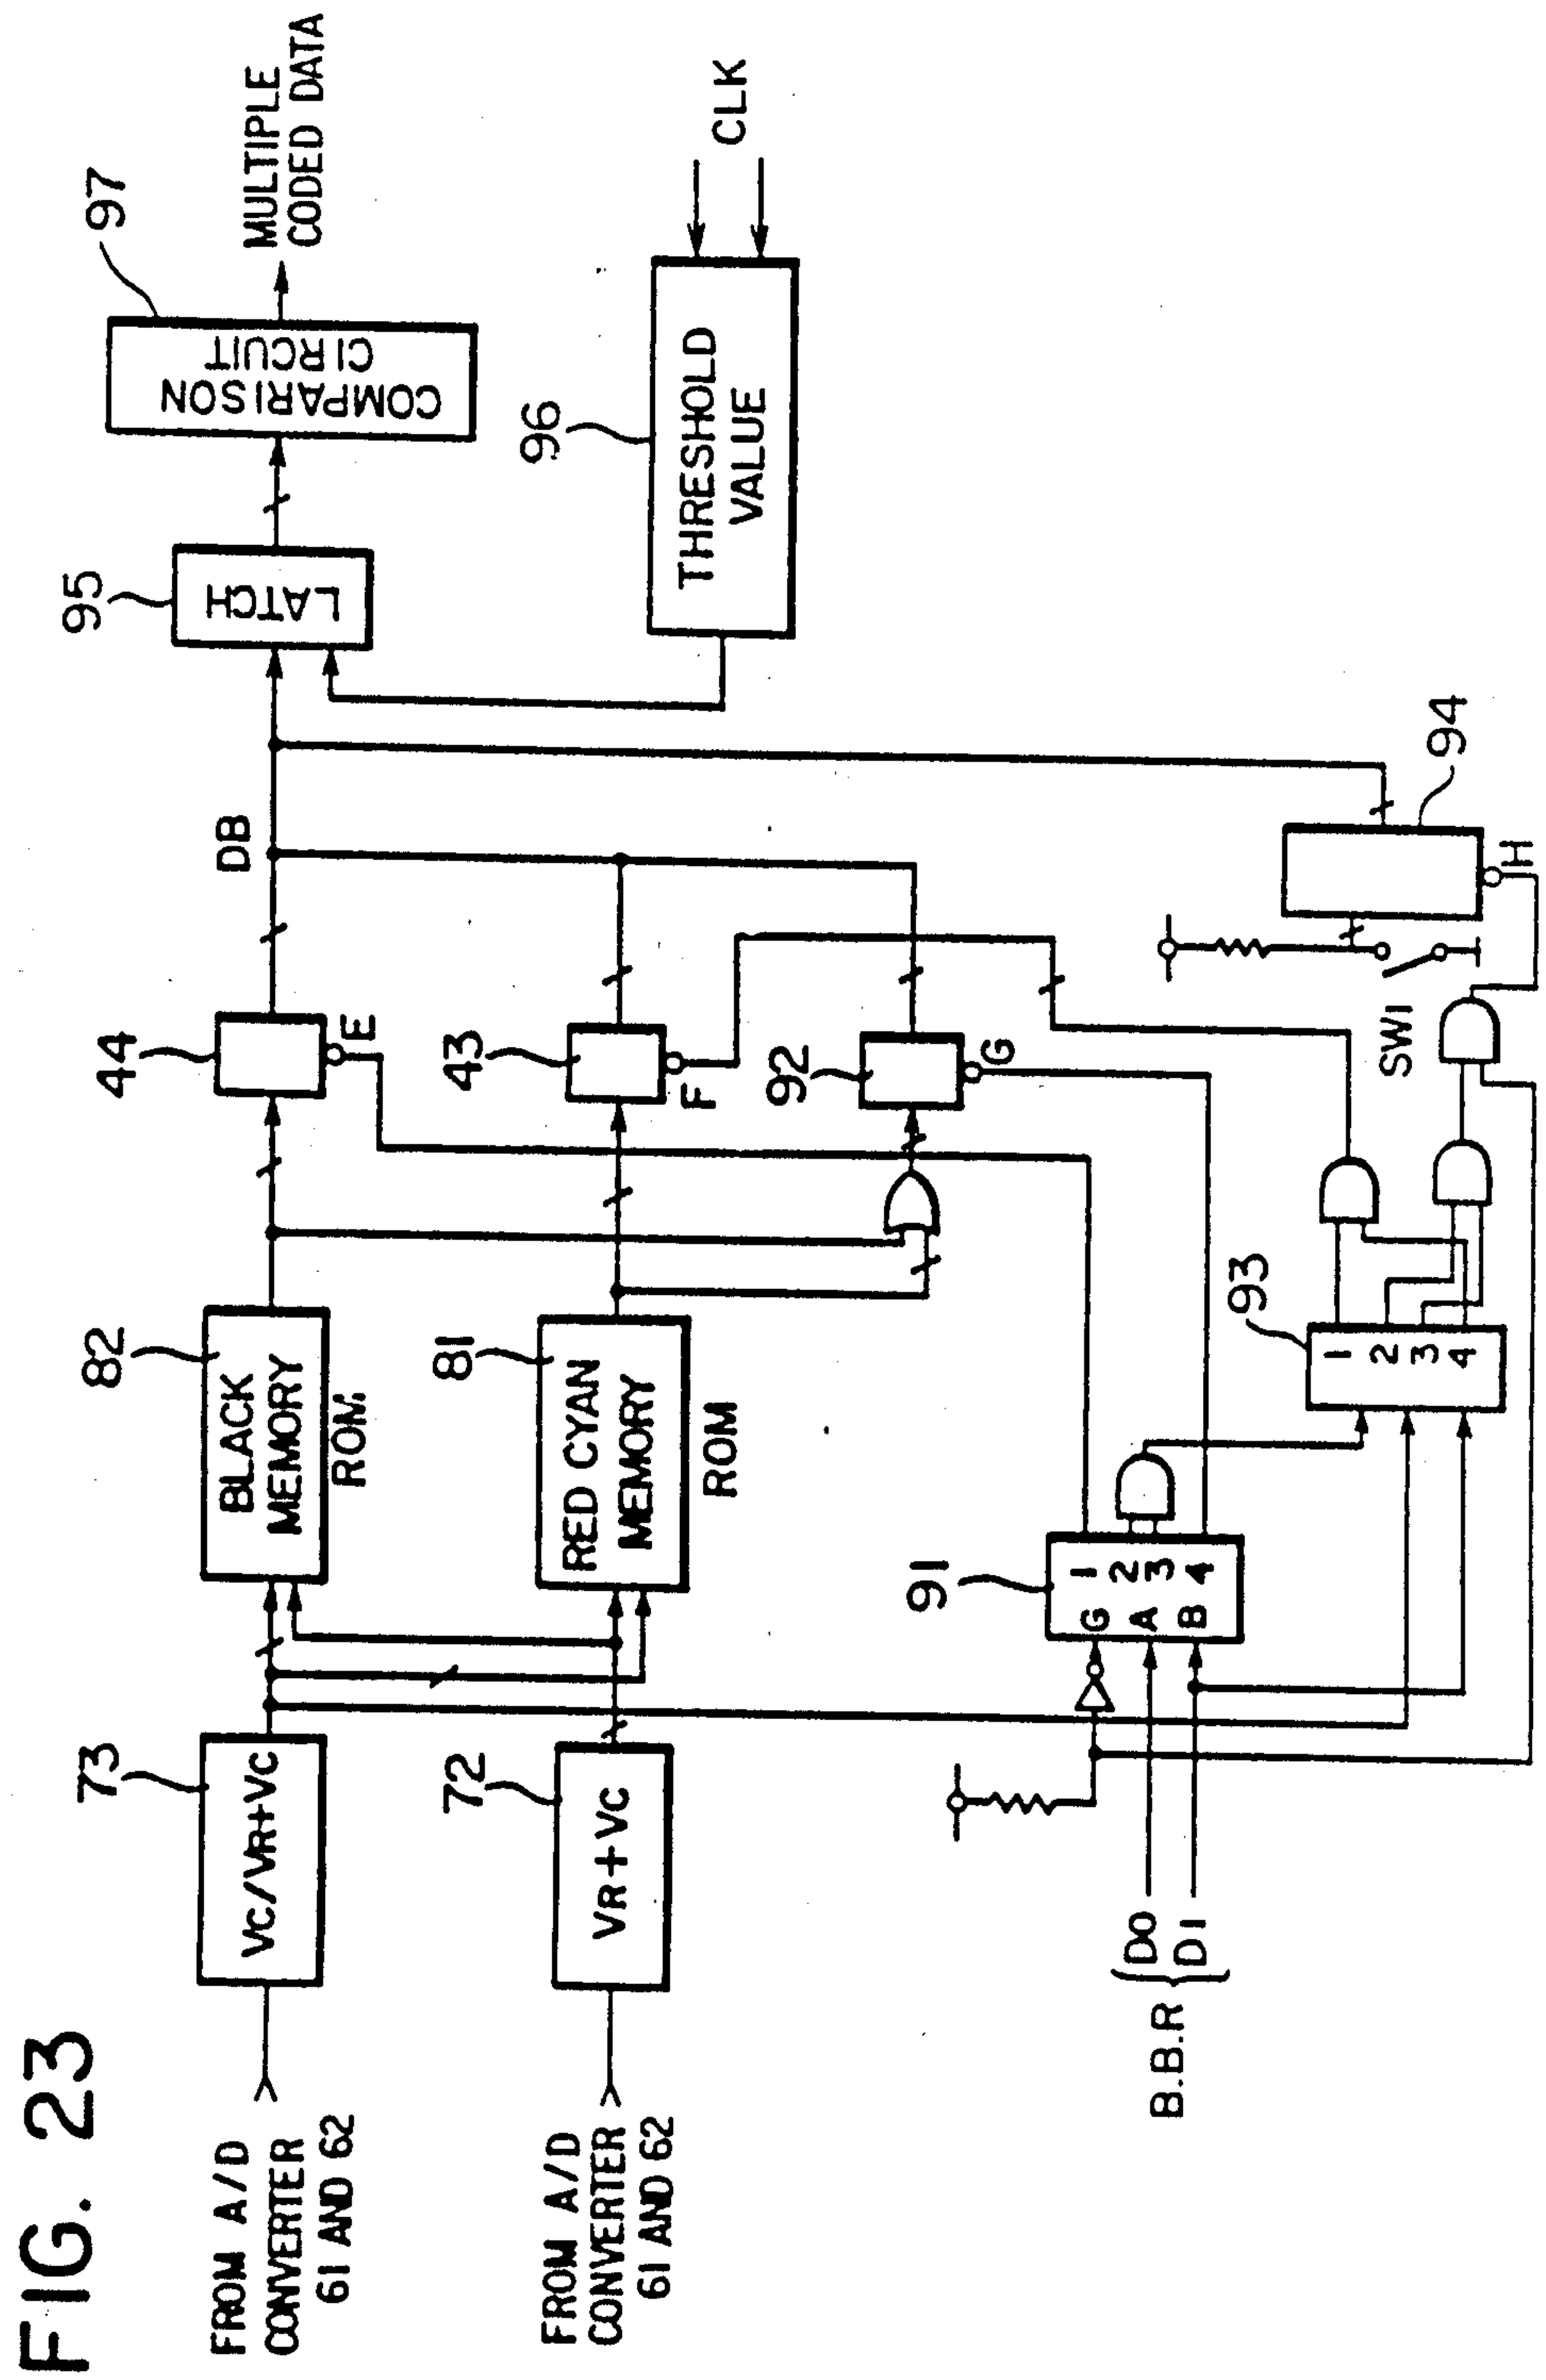 FIG. 23
FROM A/D
CONVERTER
61 AND 62
73
VC/VR+VC
82
BLACK
MEMORY
ROM
44
E
DB
95
LATCH
97
COMPARISON
CIRCUIT
MULTIPLE
CODED DATA
FROM A/D
CONVERTER
61 AND 62
72
VR+VC
81
RED CYAN
MEMORY
ROM
43
F
92
G
96
THRESHOLD
VALUE
CLK
B.B.R
D0
D1
91
G 1
A 2
3
B 4
93
1
2
3
4
SW1
94
H